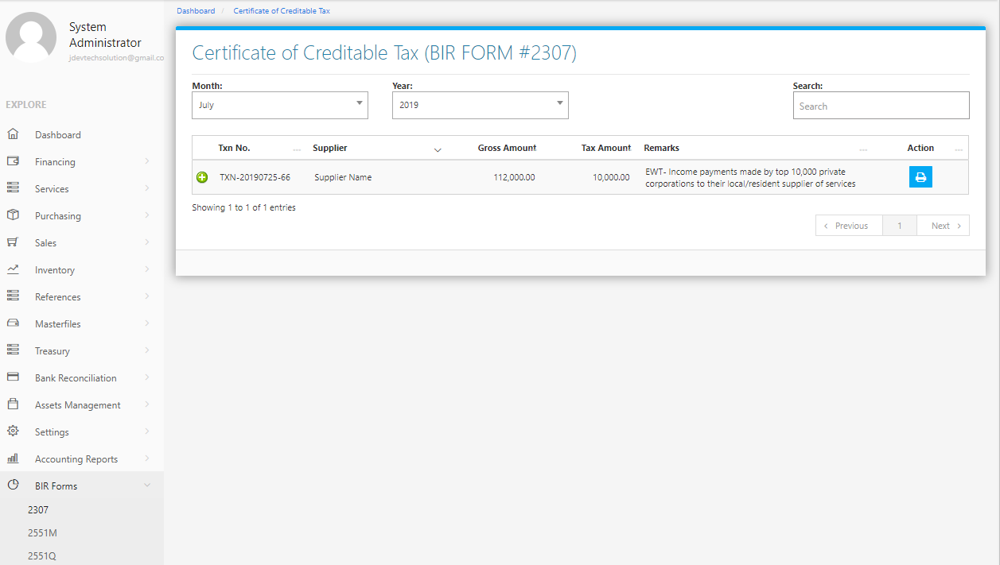 System
Administrator
jdevtechsolution@gmail.co
EXPLORE
Dashboard
Financing
Services
Purchasing
Sales
Inventory
References
Masterfiles
Treasury
Bank Reconciliation
Assets Management
Settings
Accounting Reports
BIR Forms
2307
2551M
2551Q
Dashboard / Certificate of Creditable Tax
Certificate of Creditable Tax (BIR FORM #2307)
Month: Year: Search:
July 2019 Search
Txn No. Supplier Gross Amount Tax Amount Remarks Action
TXN-20190725-66 Supplier Name 112,000.00 10,000.00 EWT- Income payments made by top 10,000 private
corporations to their local/resident supplier of services
Showing 1 to 1 of 1 entries
‹ Previous 1 Next ›